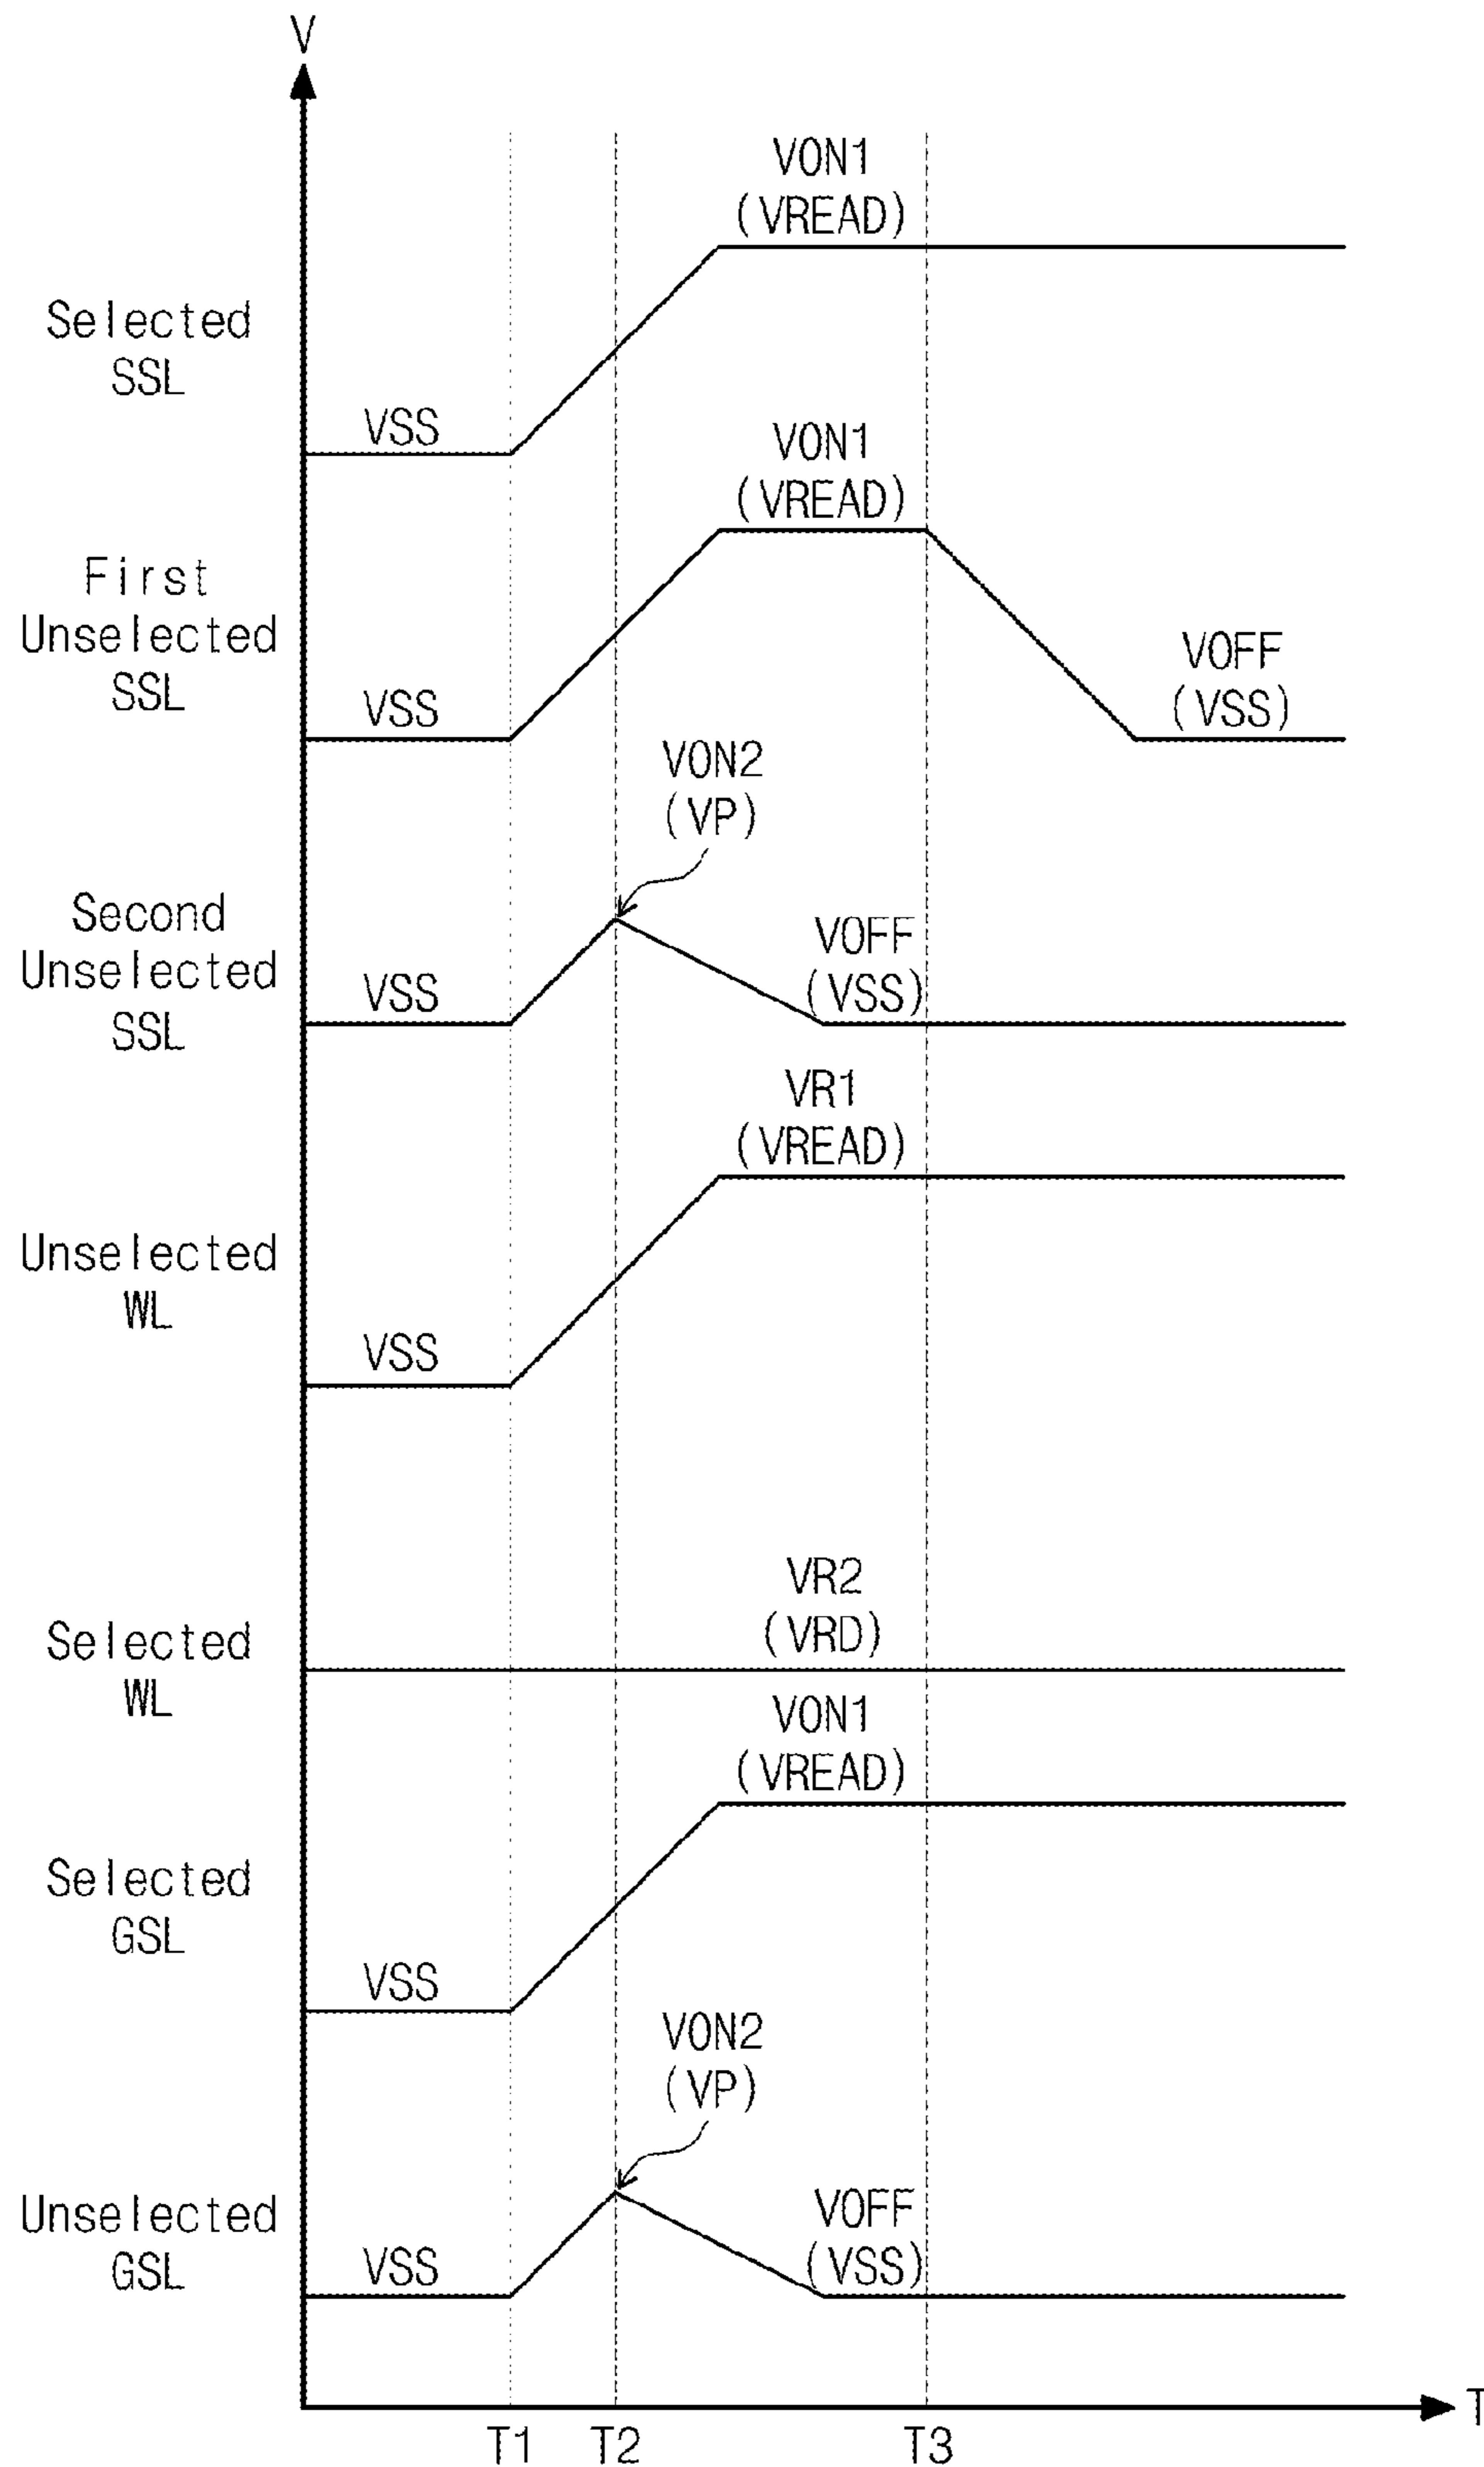 V
VON1
(VREAD)
Selected
SSL
VSS
VON1
(VREAD)
First
Unselected
SSL
VSS
VOFF
(VSS)
VON2
(VP)
Second
Unselected
SSL
VSS
VOFF
(VSS)
VR1
(VREAD)
Unselected
WL
VSS
VR2
(VRD)
Selected
WL
VON1
(VREAD)
Selected
GSL
VSS
VON2
(VP)
Unselected
GSL
VSS
VOFF
(VSS)
T
T1 T2 T3